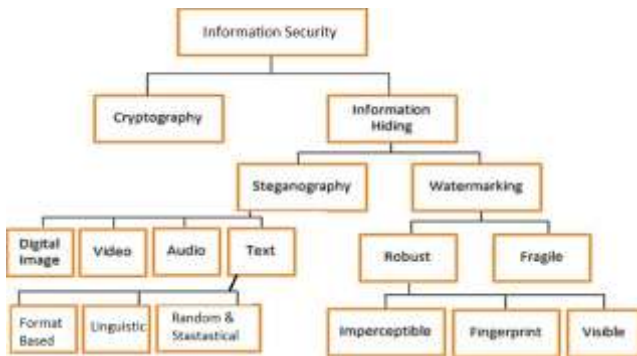 Information Security
Cryptography
Information
Hiding
Steganography
Watermarking
Digital
Image
Video
Audio
Text
Robust
Fragile
Format
Based
Linguistic
Random &
Stastastical
Imperceptible
Fingerprint
Visible